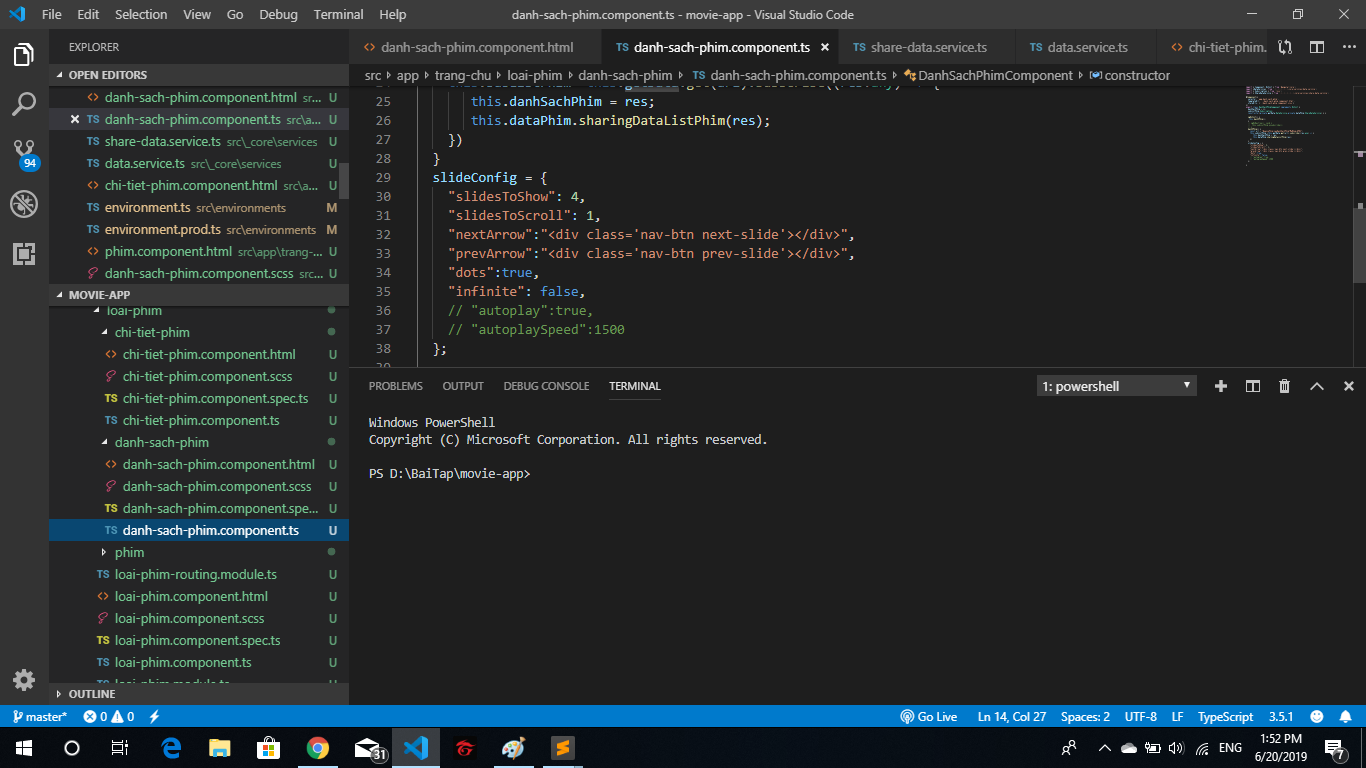 File Edit Selection View Go Debug Terminal Help danh-sach-phim.component.ts - movie-app - Visual Studio Code
EXPLORER
OPEN EDITORS
danh-sach-phim.component.html sr... U
danh-sach-phim.component.ts src\a... U
share-data.service.ts src\_core\services U
data.service.ts src\_core\services U
chi-tiet-phim.component.html src\a... U
environment.ts src\environments M
environment.prod.ts src\environments M
phim.component.html src\app\trang-... U
danh-sach-phim.component.scss src... U
94
MOVIE-APP
loai-phim
chi-tiet-phim
chi-tiet-phim.component.html U
chi-tiet-phim.component.scss U
TS chi-tiet-phim.component.spec.ts U
TS chi-tiet-phim.component.ts U
danh-sach-phim
danh-sach-phim.component.html U
danh-sach-phim.component.scss U
TS danh-sach-phim.component.spe... U
TS danh-sach-phim.component.ts U
phim
TS loai-phim-routing.module.ts U
loai-phim.component.html U
loai-phim.component.scss U
TS loai-phim.component.spec.ts U
TS loai-phim.component.ts U
loai-phim.module.ts U
OUTLINE
danh-sach-phim.component.html TS danh-sach-phim.component.ts TS share-data.service.ts TS data.service.ts chi-tiet-phim.
src app trang-chu loai-phim danh-sach-phim TS danh-sach-phim.component.ts DanhSachPhimComponent constructor
25 this.danhSachPhim = res;
26 this.dataPhim.sharingDataListPhim(res);
27 })
28 }
29 slideConfig = {
30 "slidesToShow": 4,
31 "slidesToScroll": 1,
32 "nextArrow":"<div class='nav-btn next-slide'></div>",
33 "prevArrow":"<div class='nav-btn prev-slide'></div>",
34 "dots":true,
35 "infinite": false,
36 // "autoplay":true,
37 // "autoplaySpeed":1500
38 };
PROBLEMS OUTPUT DEBUG CONSOLE TERMINAL 1: powershell
Windows PowerShell
Copyright (C) Microsoft Corporation. All rights reserved.
PS D:\BaiTap\movie-app>
master* 0 0 Go Live Ln 14, Col 27 Spaces: 2 UTF-8 LF TypeScript 3.5.1
31 ENG 1:52 PM
6/20/2019 7